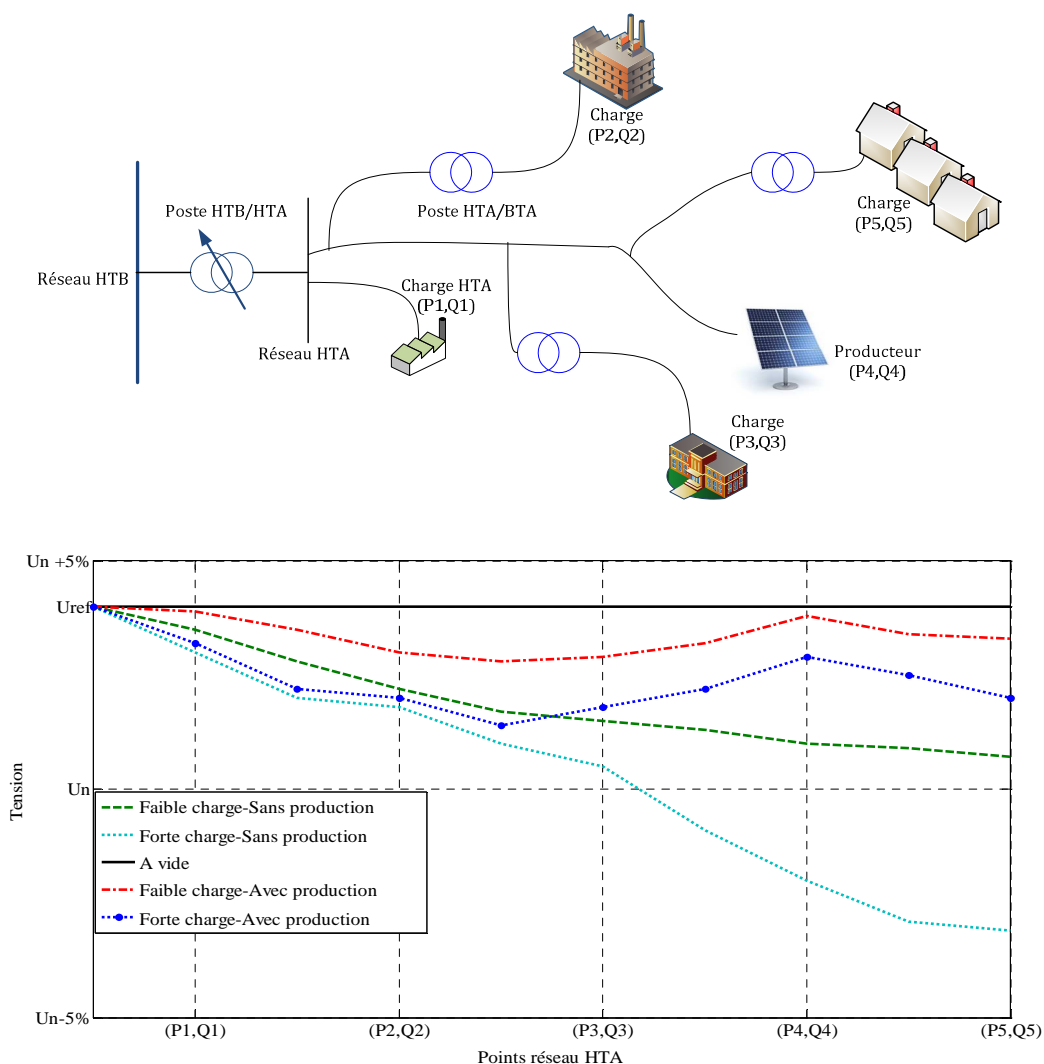 Charge
(P2,Q2)
Poste HTB/HTA
Poste HTA/BTA
Charge
(P5,Q5)
Réseau HTB
Charge HTA
(P1,Q1)
Réseau HTA
Producteur
(P4,Q4)
Charge
(P3,Q3)
Un +5%
Uref
Un
Un-5%
Tension
Faible charge-Sans production
Forte charge-Sans production
A vide
Faible charge-Avec production
Forte charge-Avec production
(P1,Q1)
(P2,Q2)
(P3,Q3)
(P4,Q4)
(P5,Q5)
Points réseau HTA